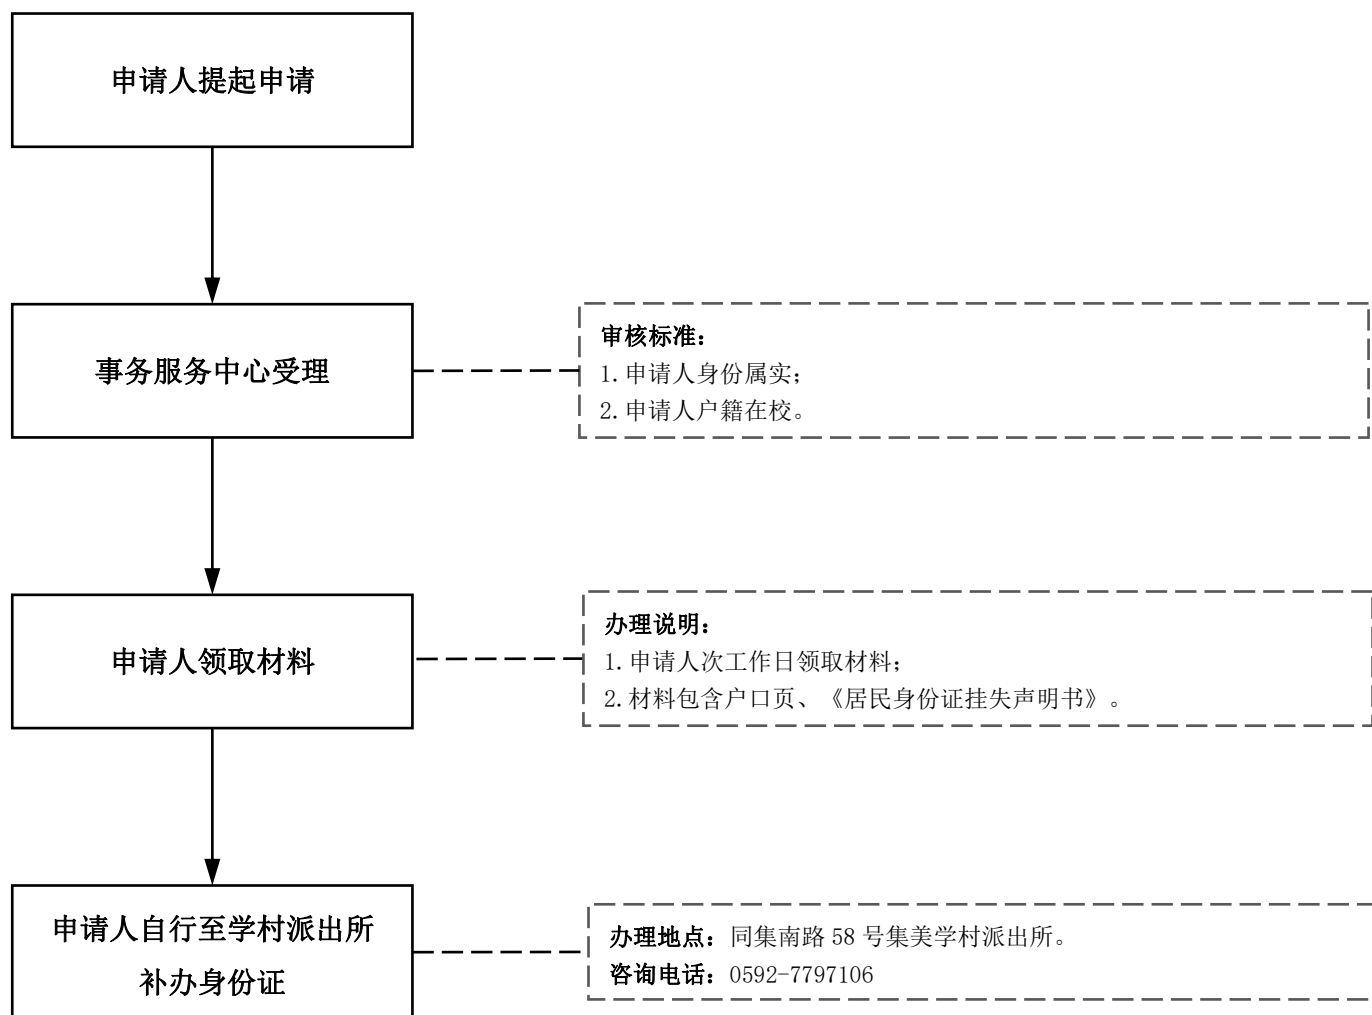 申请人提起申请
事务服务中心受理
审核标准：
1.申请人身份属实；
2.申请人户籍在校。
申请人领取材料
办理说明：
1.申请人次工作日领取材料；
2.材料包含户口页、《居民身份证挂失声明书》。
申请人自行至学村派出所
补办身份证
办理地点：同集南路 58 号集美学村派出所。
咨询电话：0592-7797106